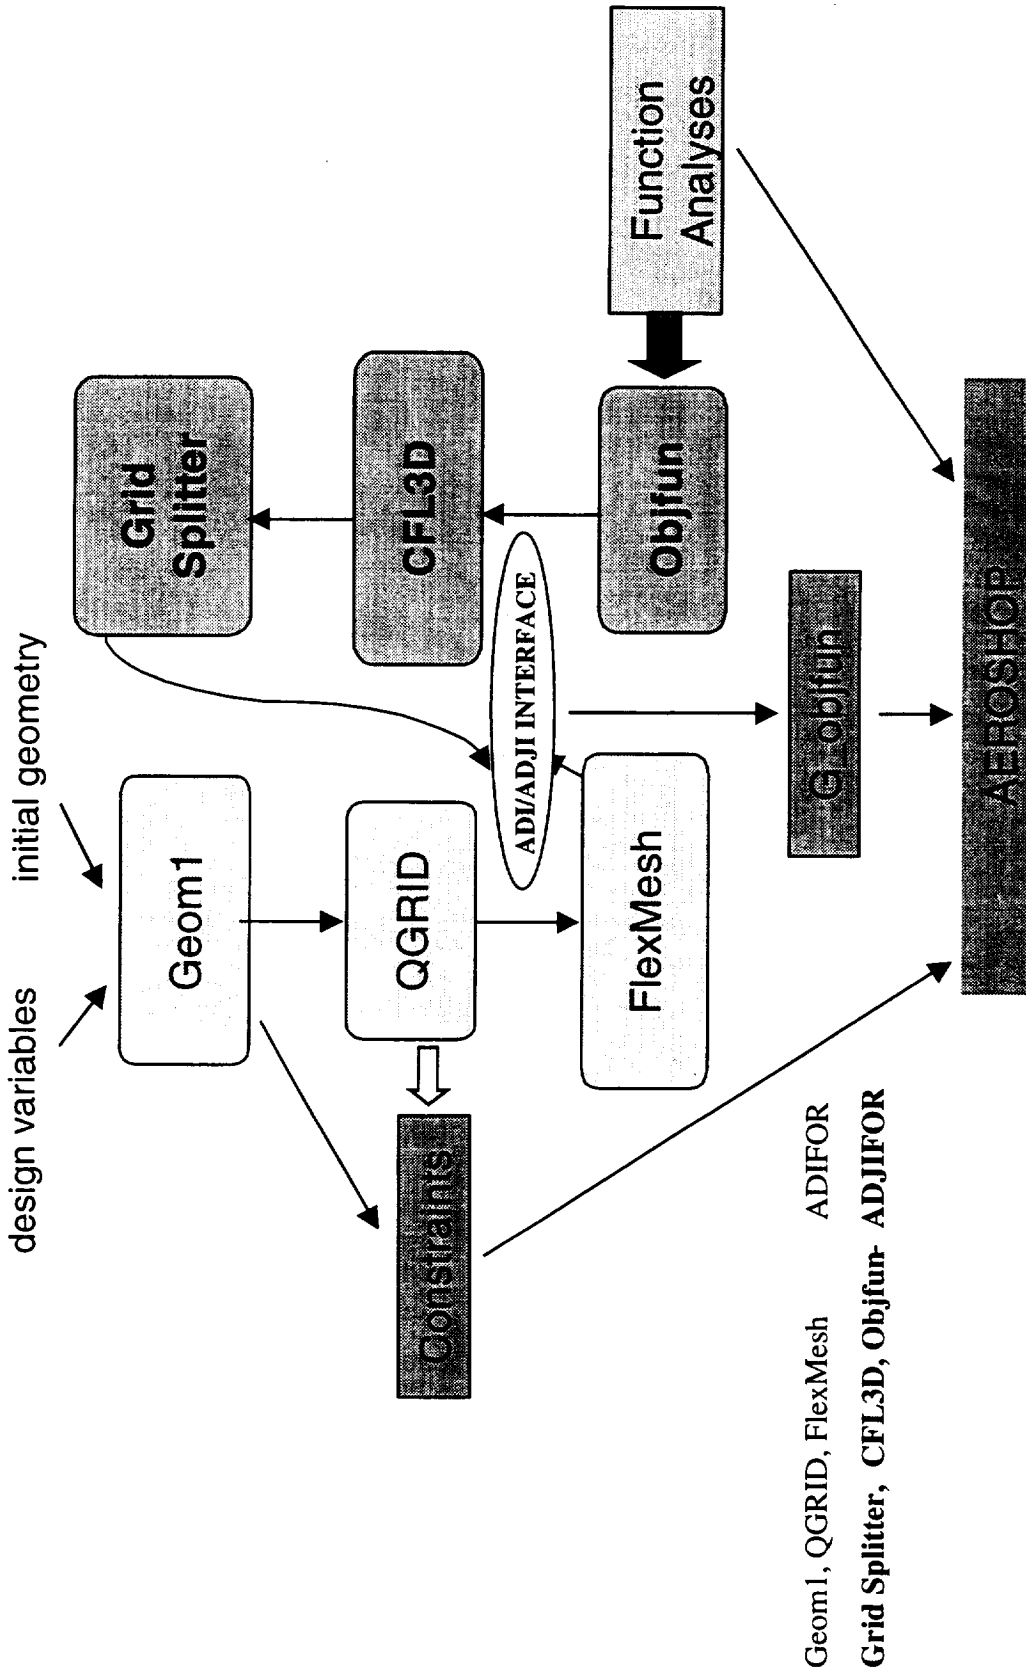 design variables
initial geometry
Geom1
Grid
Splitter
QGRID
CFL3D
Constraints
ADI/ADJI INTERFACE
FlexMesh
Objfun
Function
Analyses
G_objfun
AEROSHOP
Geom1, QGRID, FlexMesh ADIFOR
Grid Splitter, CFL3D, Objfun- ADJIFOR